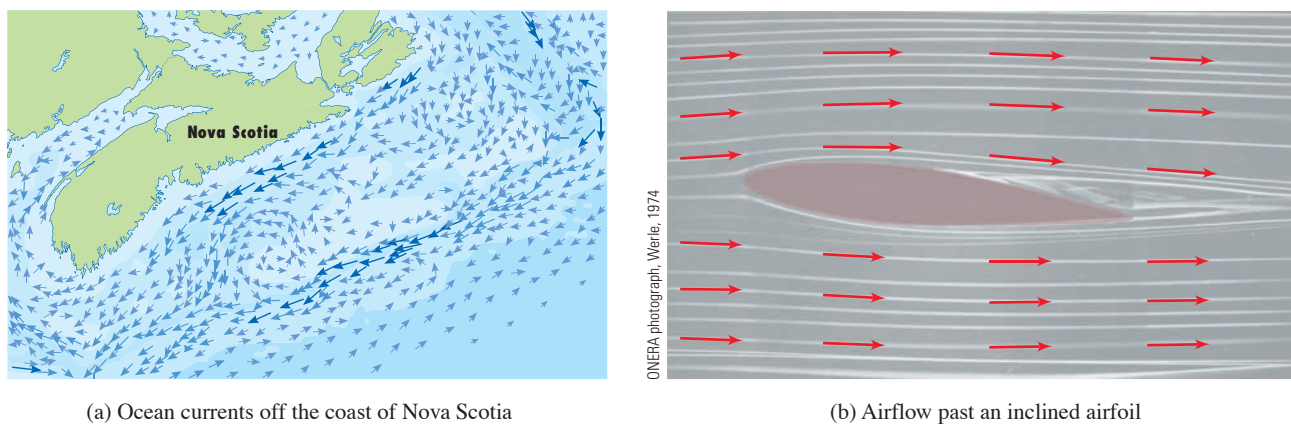 Nova Scotia
ONERA photograph, Werle, 1974
(a) Ocean currents off the coast of Nova Scotia
(b) Airflow past an inclined airfoil